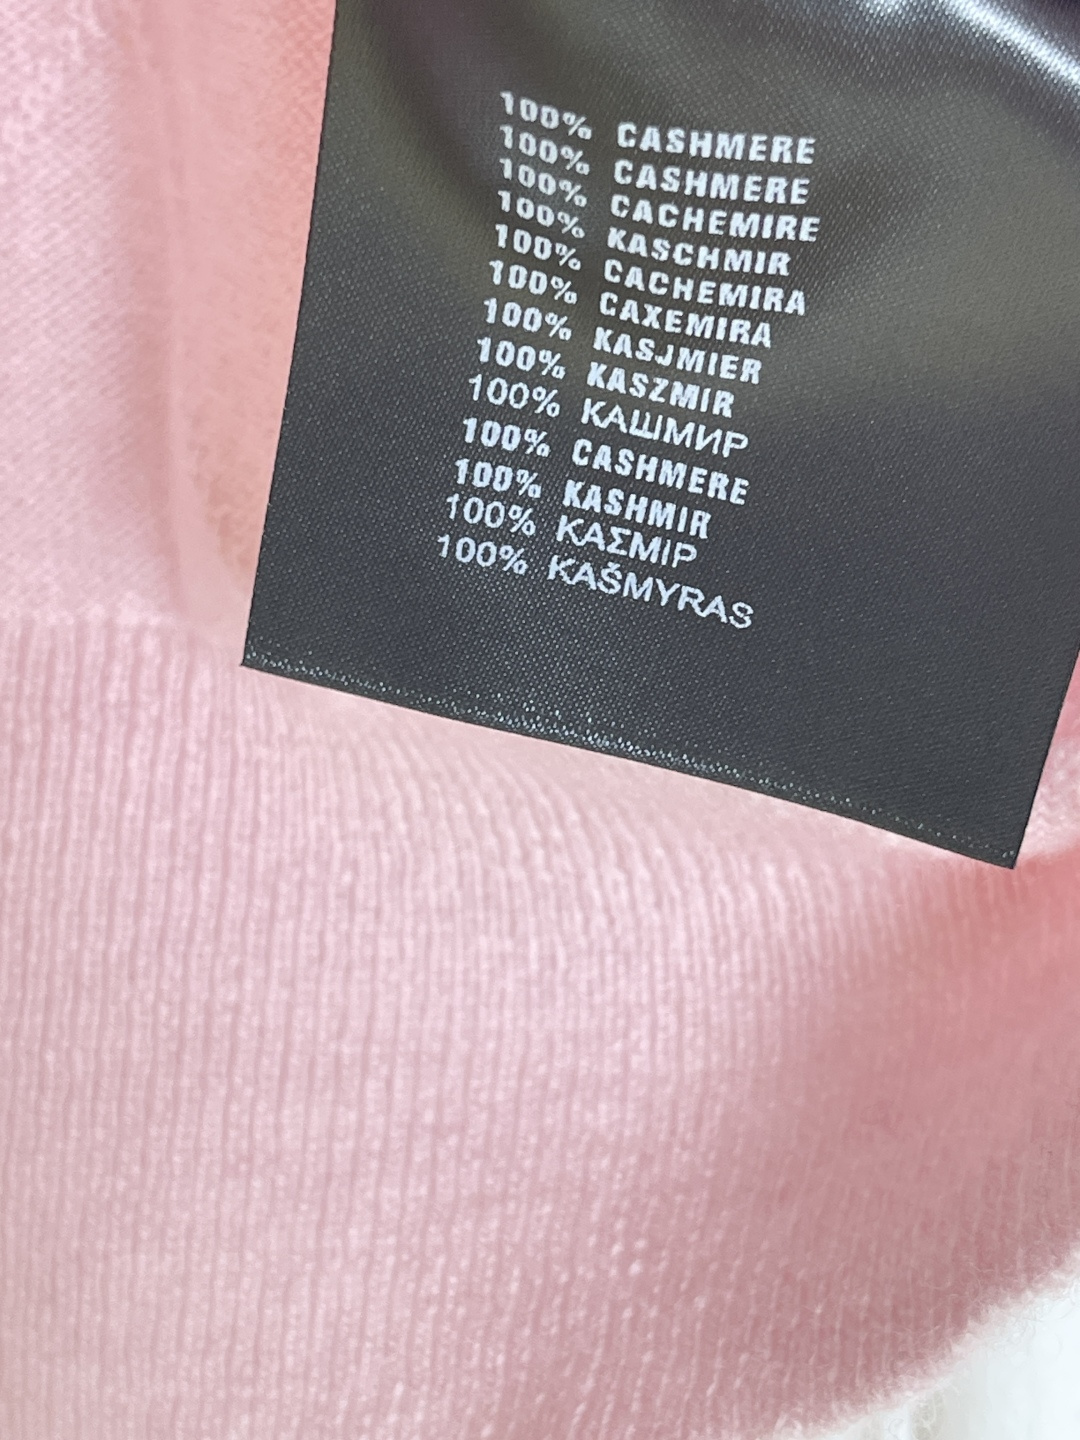 100% CASHMERE
100% CASHMERE
100% CACHEMIRE
100% KASCHMIR
100% CACHEMIRA
100% CAXEMIRA
100% KASJMIER
100% KASZMIR
100% КАШМИР
100% CASHMERE
100% KASHMIR
100% ΚΑΣΜΙΡ
100% KAŠMYRAS